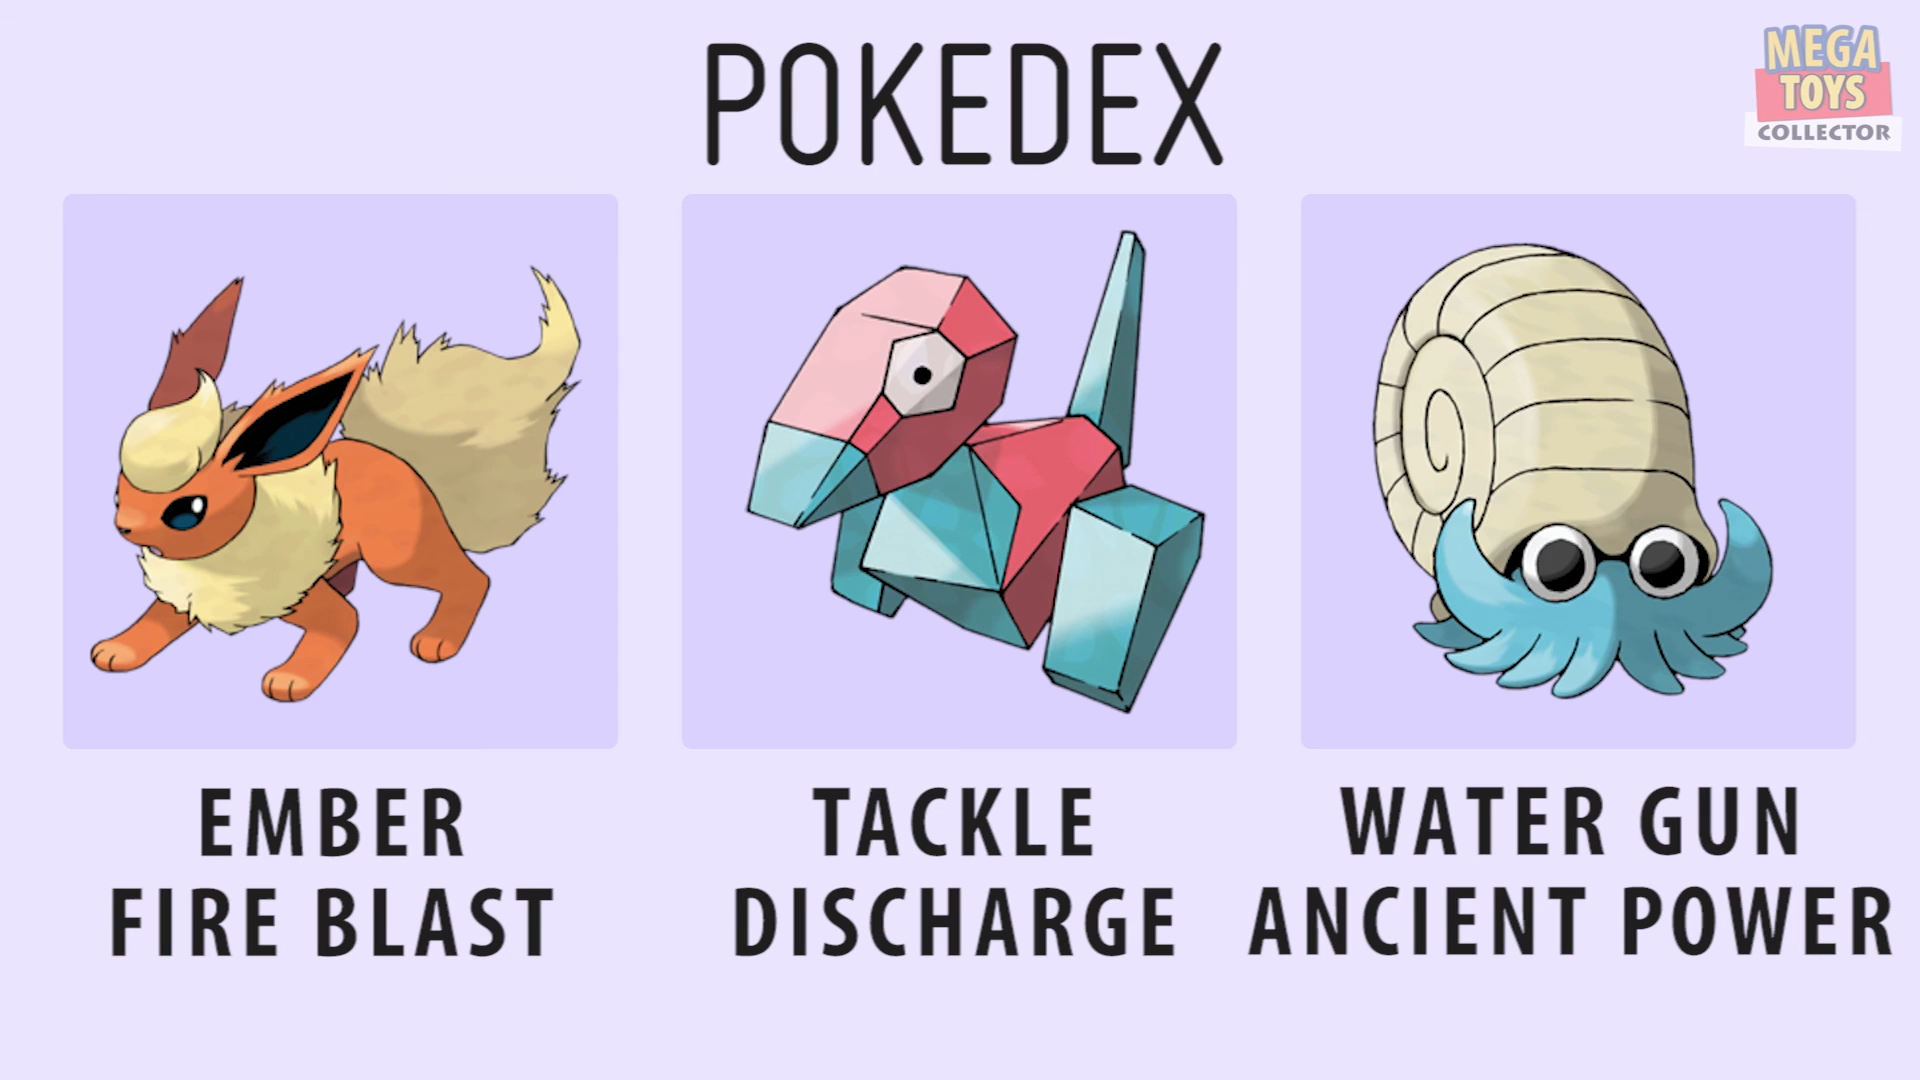 POKEDEX
MEGA
TOYS
COLLECTOR
EMBER
FIRE BLAST
TACKLE
DISCHARGE
WATER GUN
ANCIENT POWER